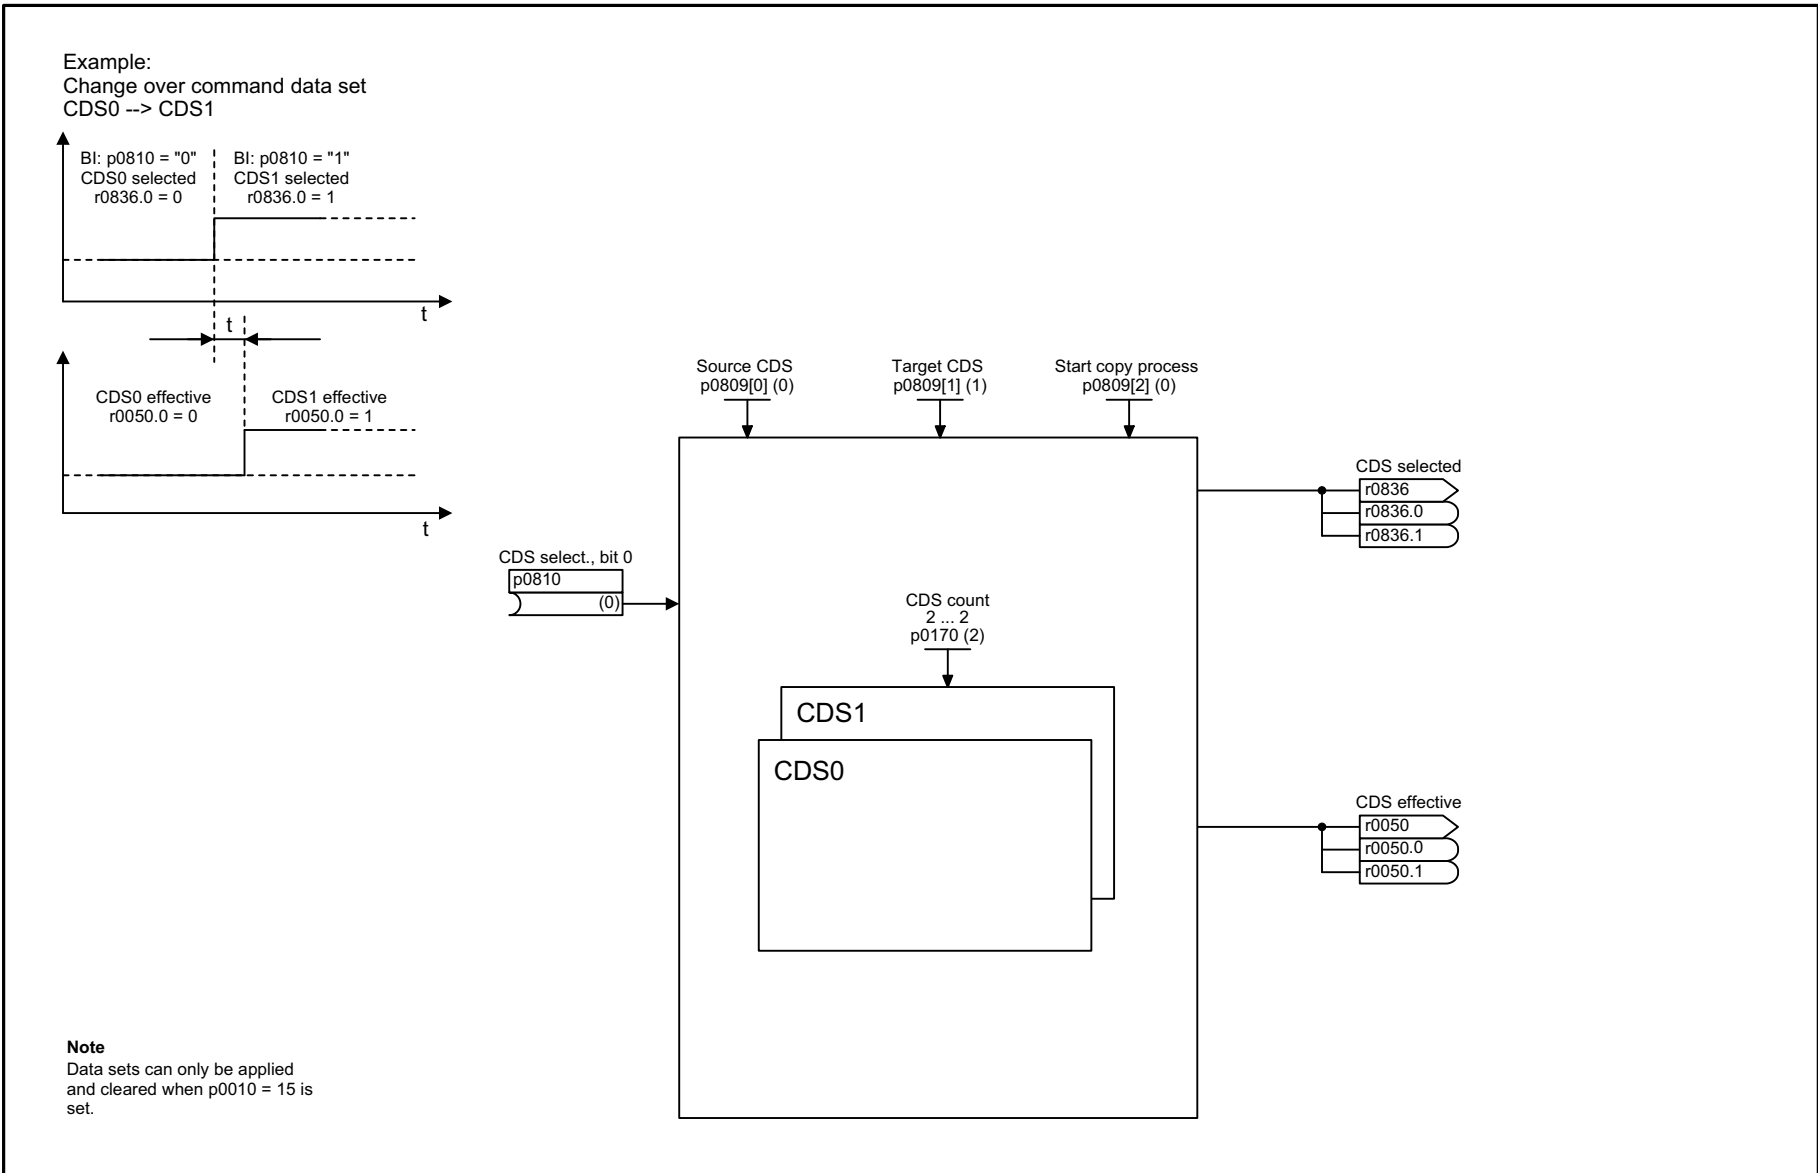 Example:
Change over command data set
CDS0 --> CDS1
BI: p0810 = "0"
CDS0 selected
r0836.0 = 0
BI: p0810 = "1"
CDS1 selected
r0836.0 = 1
t
t
CDS0 effective
r0050.0 = 0
CDS1 effective
r0050.0 = 1
t
Source CDS
p0809[0] (0)
Target CDS
p0809[1] (1)
Start copy process
p0809[2] (0)
CDS selected
r0836
r0836.0
r0836.1
CDS select., bit 0
p0810
(0)
CDS count
2 ... 2
p0170 (2)
CDS1
CDS0
CDS effective
r0050
r0050.0
r0050.1
Note
Data sets can only be applied
and cleared when p0010 = 15 is
set.